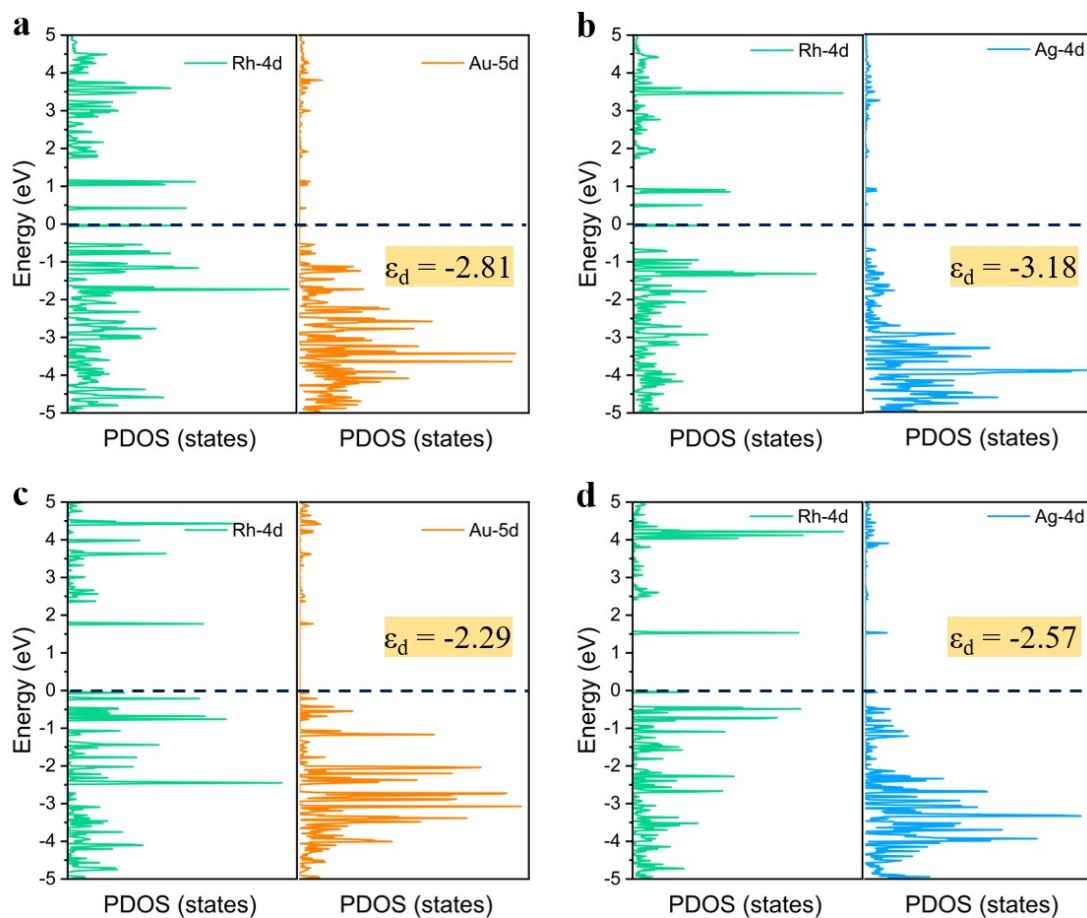 a
Rh-4d
Au-5d
5
4
3
2
1
0
-1
-2
-3
-4
-5
Energy (eV)
εd = -2.81
PDOS (states)
PDOS (states)
b
Rh-4d
Ag-4d
5
4
3
2
1
0
-1
-2
-3
-4
-5
Energy (eV)
εd = -3.18
PDOS (states)
PDOS (states)
c
Rh-4d
Au-5d
5
4
3
2
1
0
-1
-2
-3
-4
-5
Energy (eV)
εd = -2.29
PDOS (states)
PDOS (states)
d
Rh-4d
Ag-4d
5
4
3
2
1
0
-1
-2
-3
-4
-5
Energy (eV)
εd = -2.57
PDOS (states)
PDOS (states)